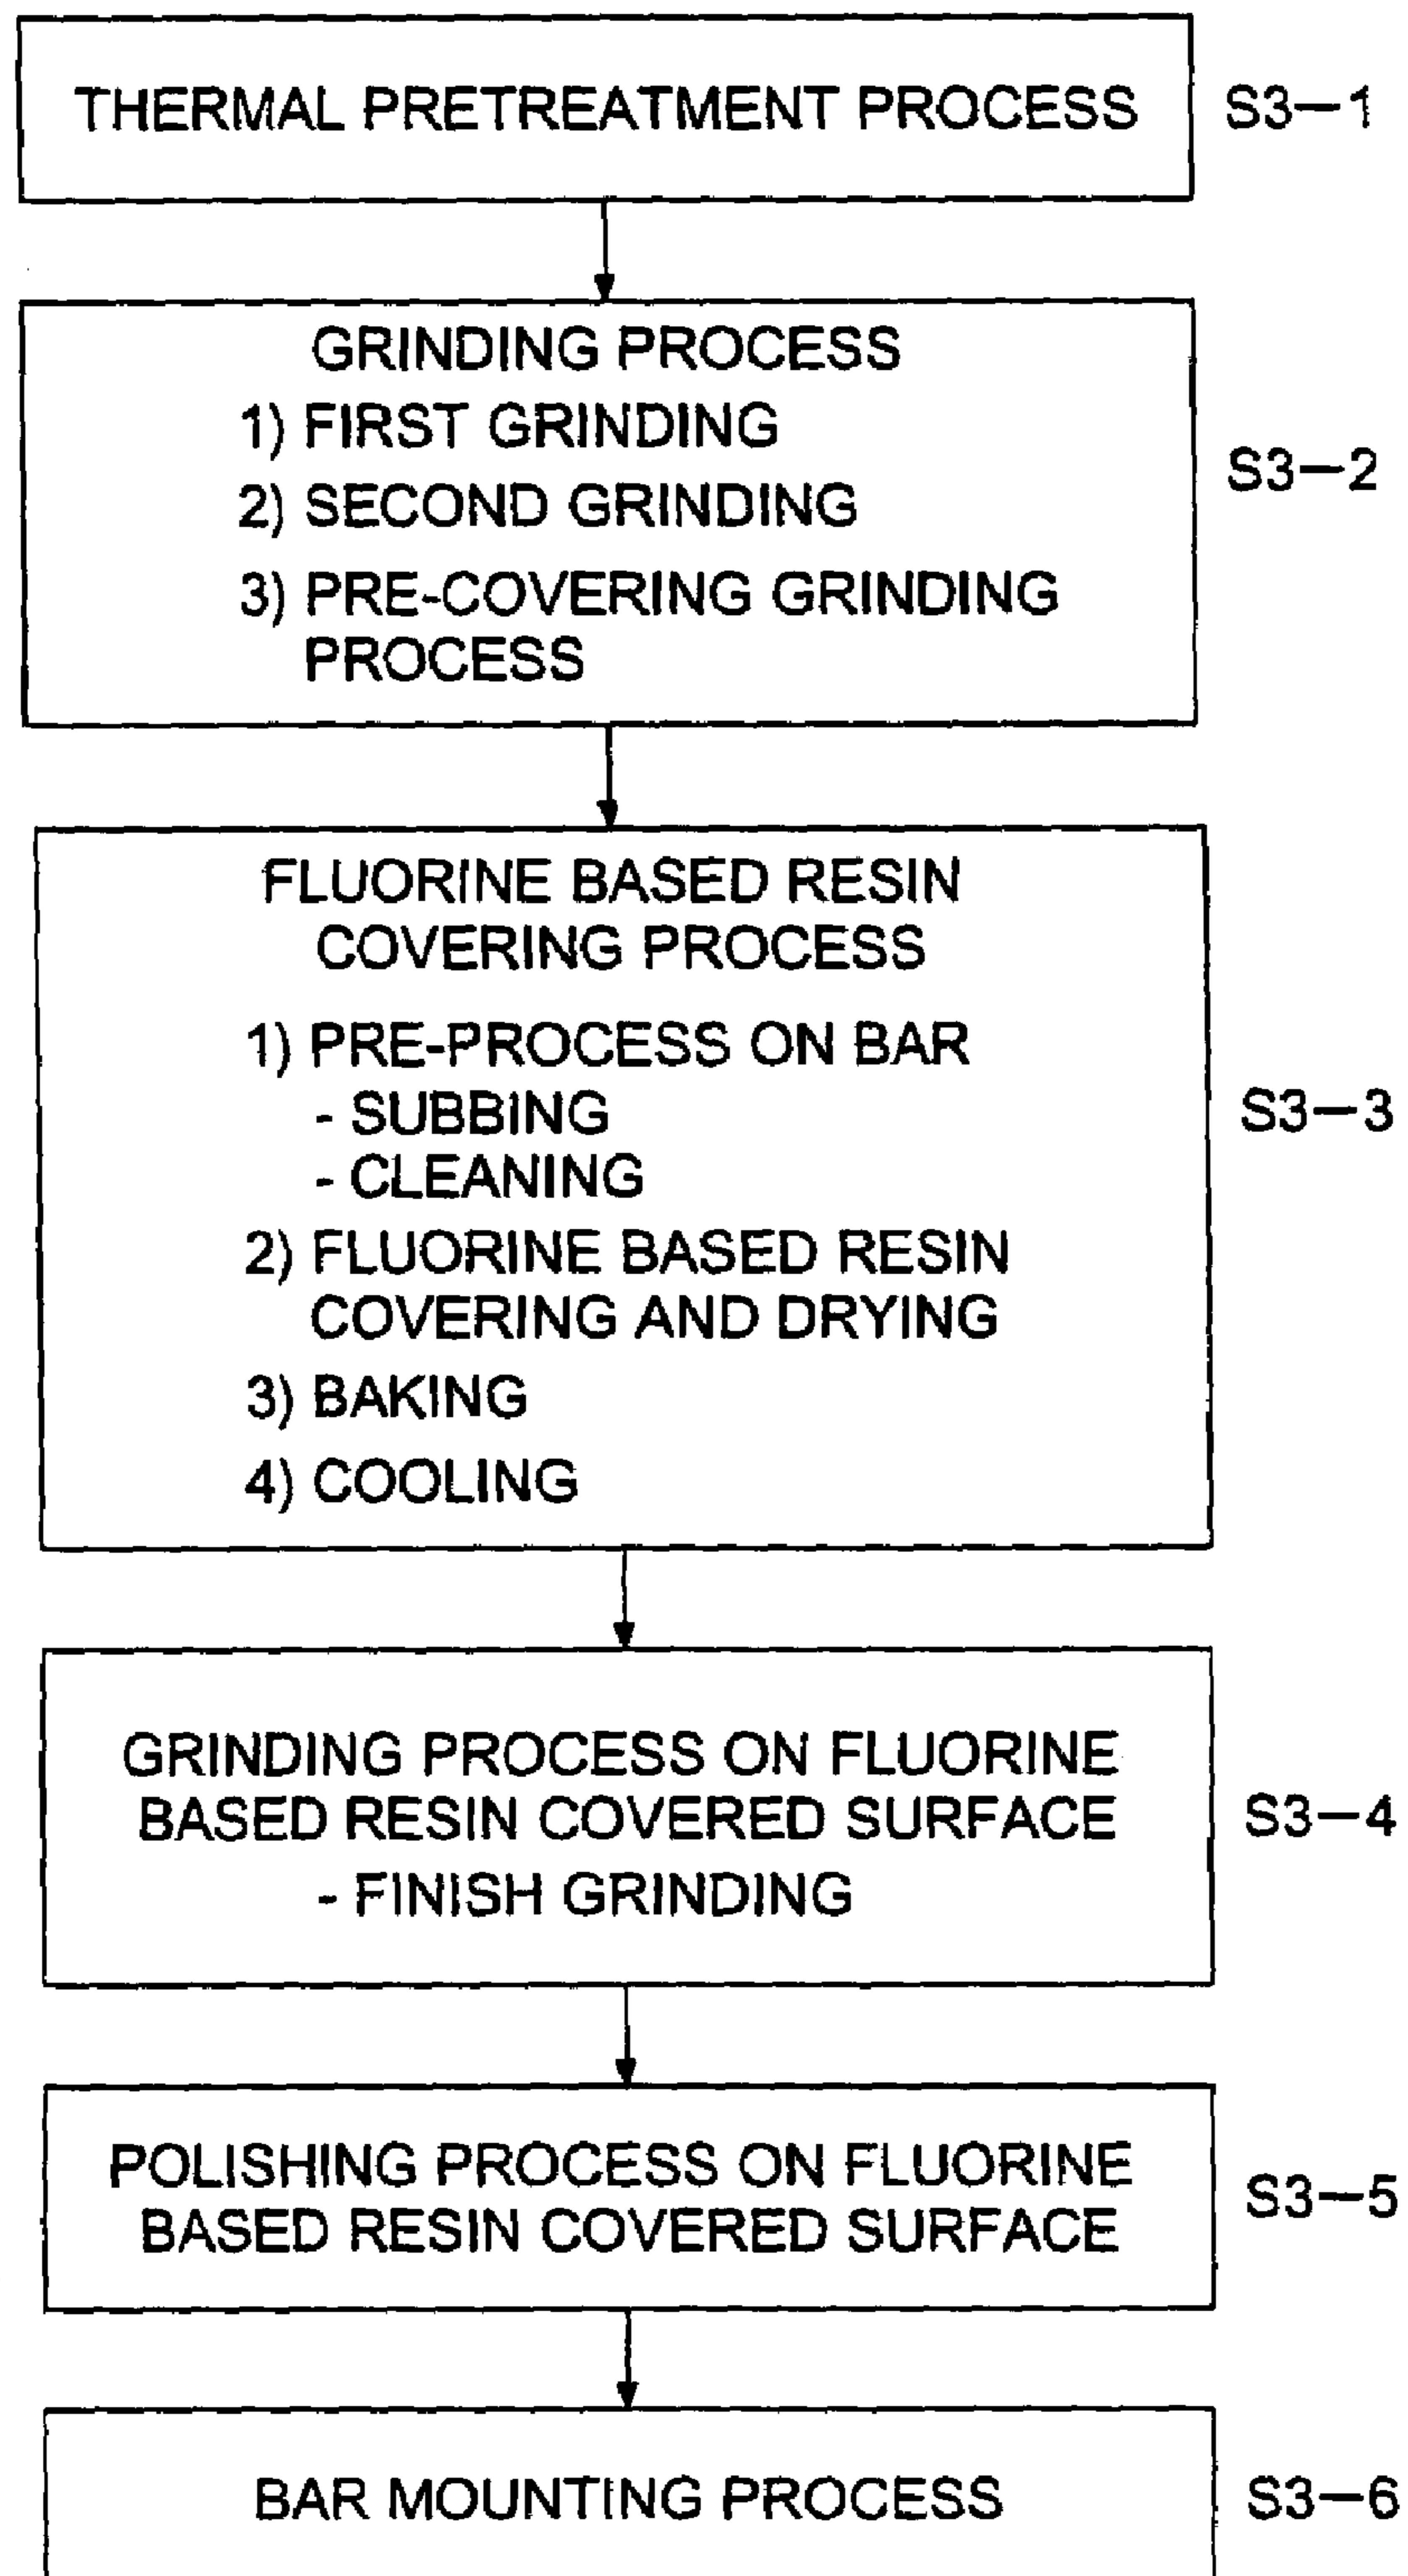 THERMAL PRETREATMENT PROCESS S3-1
GRINDING PROCESS
1) FIRST GRINDING
2) SECOND GRINDING
S3-2
3) PRE-COVERING GRINDING
PROCESS
FLUORINE BASED RESIN
COVERING PROCESS
1) PRE-PROCESS ON BAR
- SUBBING
- CLEANING
S3-3
2) FLUORINE BASED RESIN
COVERING AND DRYING
3) BAKING
4) COOLING
GRINDING PROCESS ON FLUORINE
BASED RESIN COVERED SURFACE
- FINISH GRINDING
S3-4
POLISHING PROCESS ON FLUORINE
BASED RESIN COVERED SURFACE
S3-5
BAR MOUNTING PROCESS S3-6